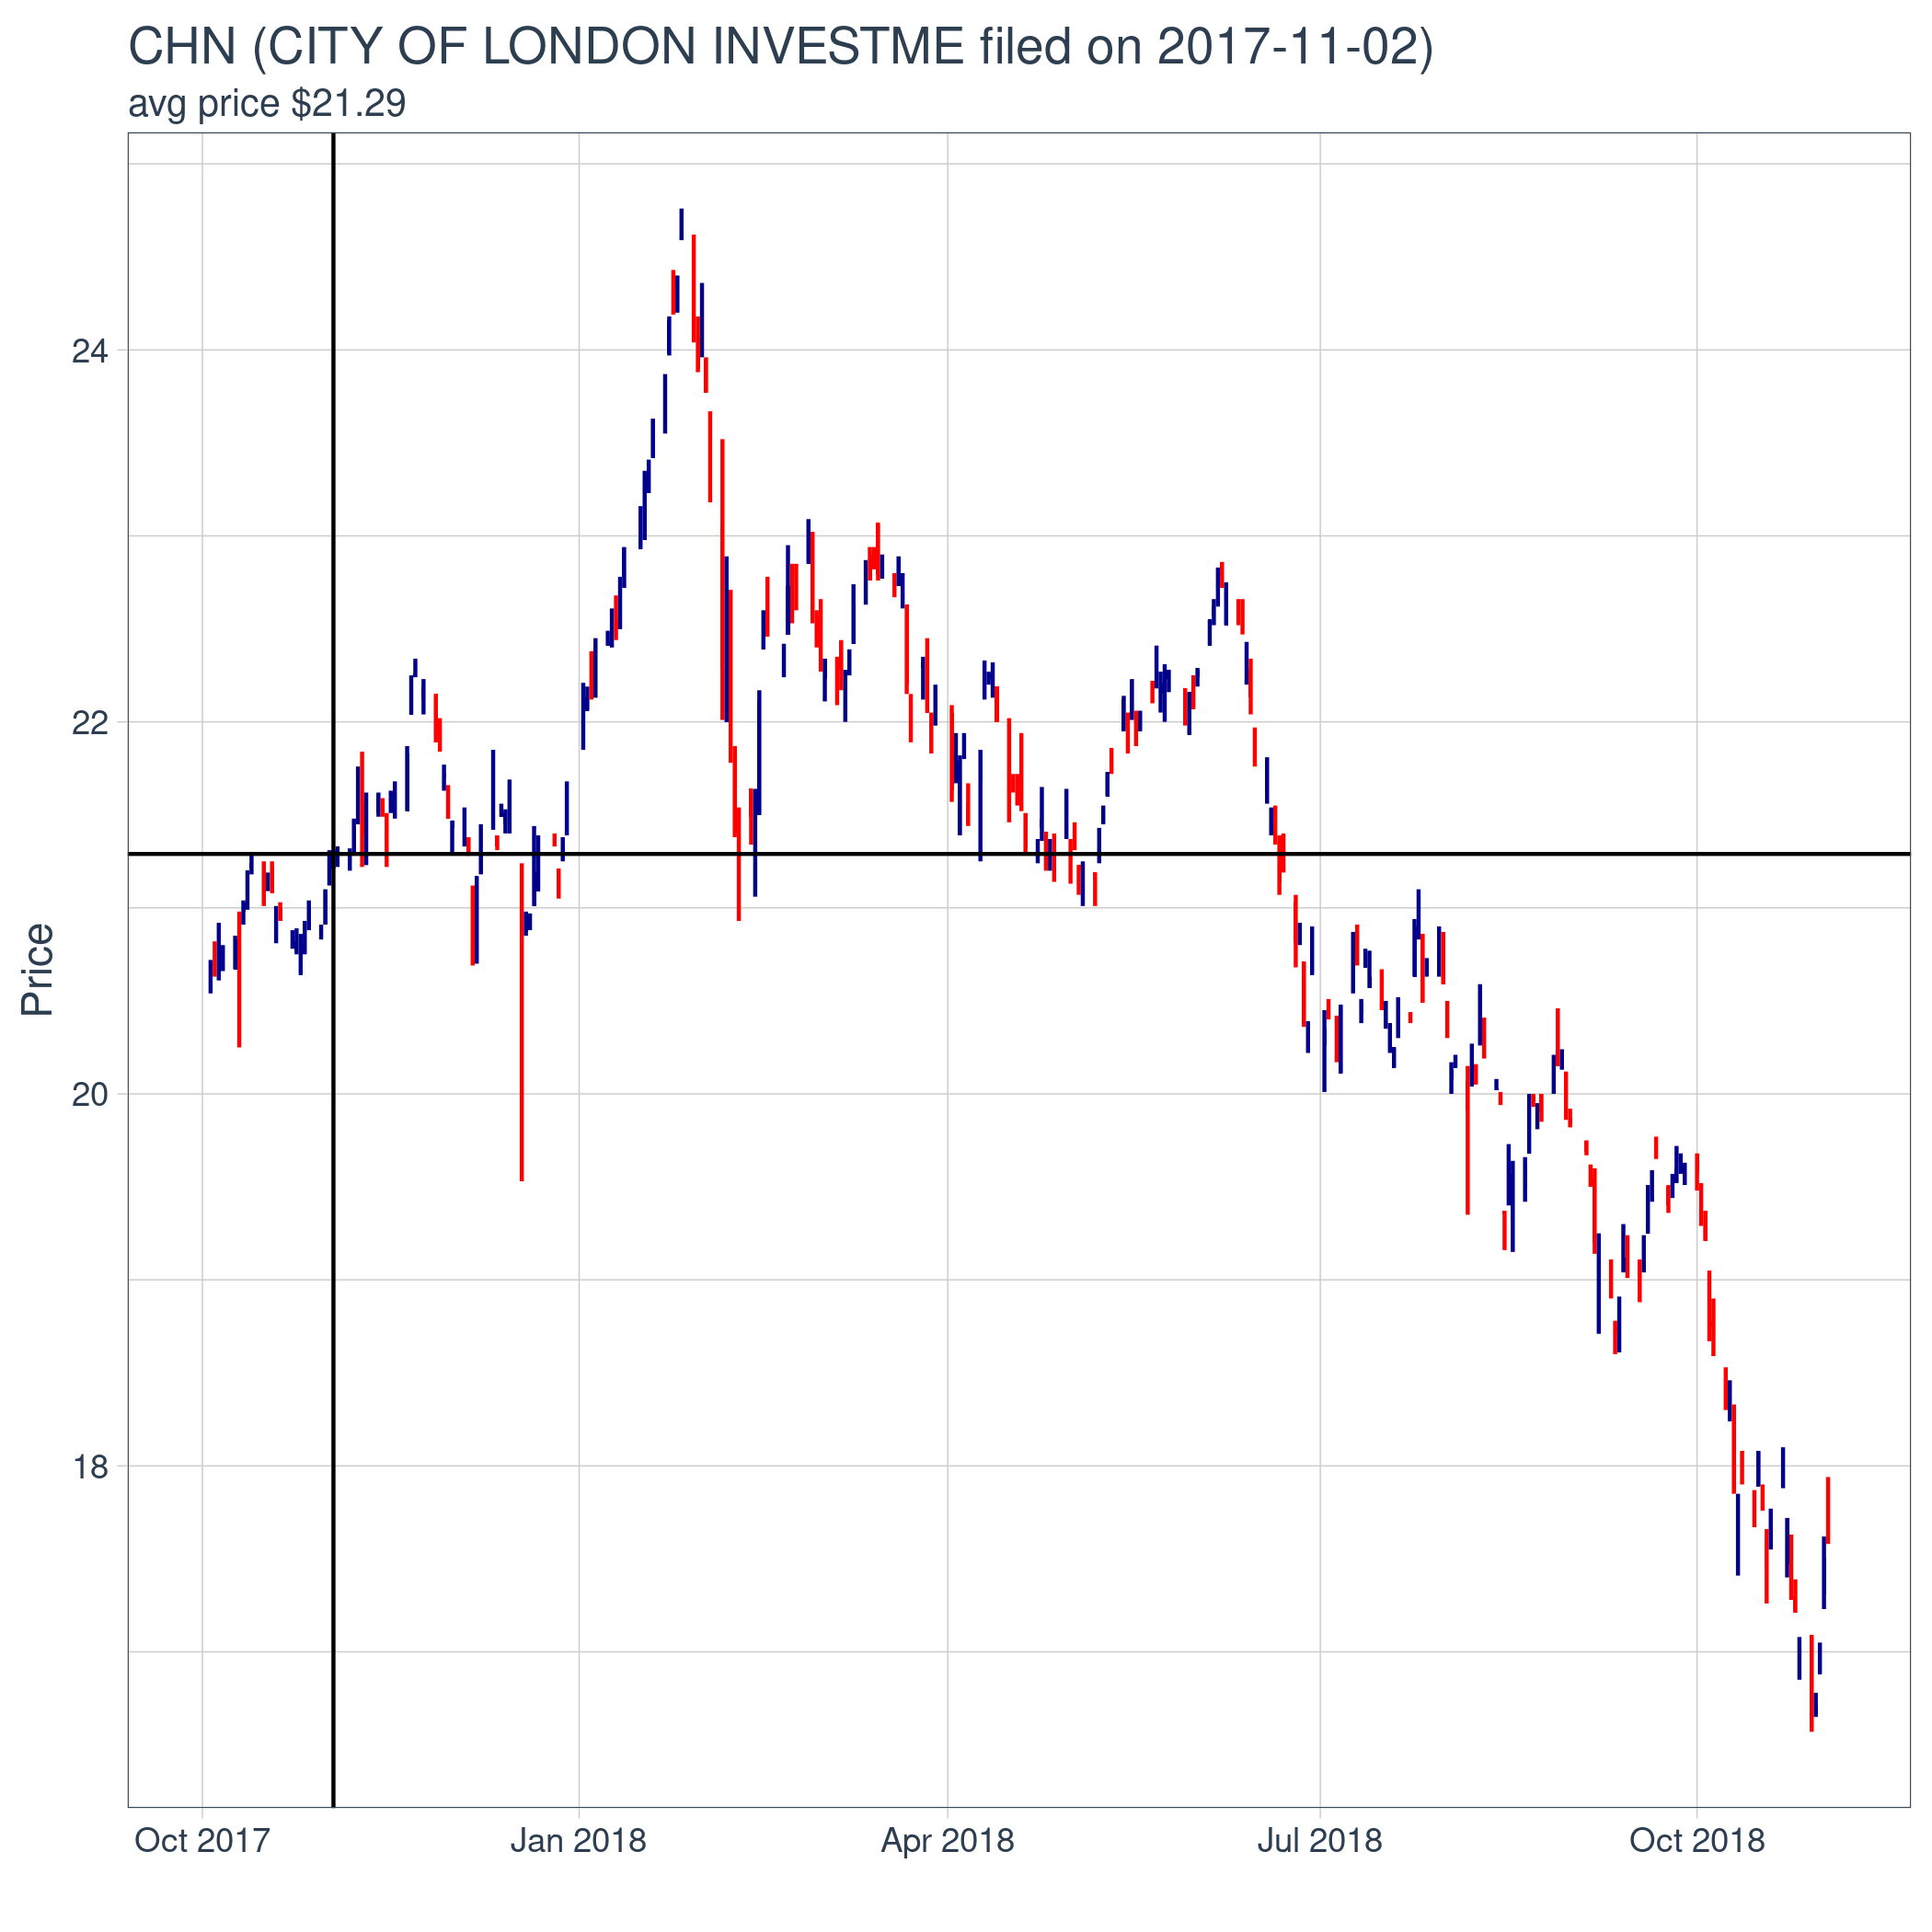 CHN (CITY OF LONDON INVESTME filed on 2017-11-02)
avg price $21.29
24
22
20
18
Price
Oct 2017
Jan 2018
Apr 2018
Jul 2018
Oct 2018